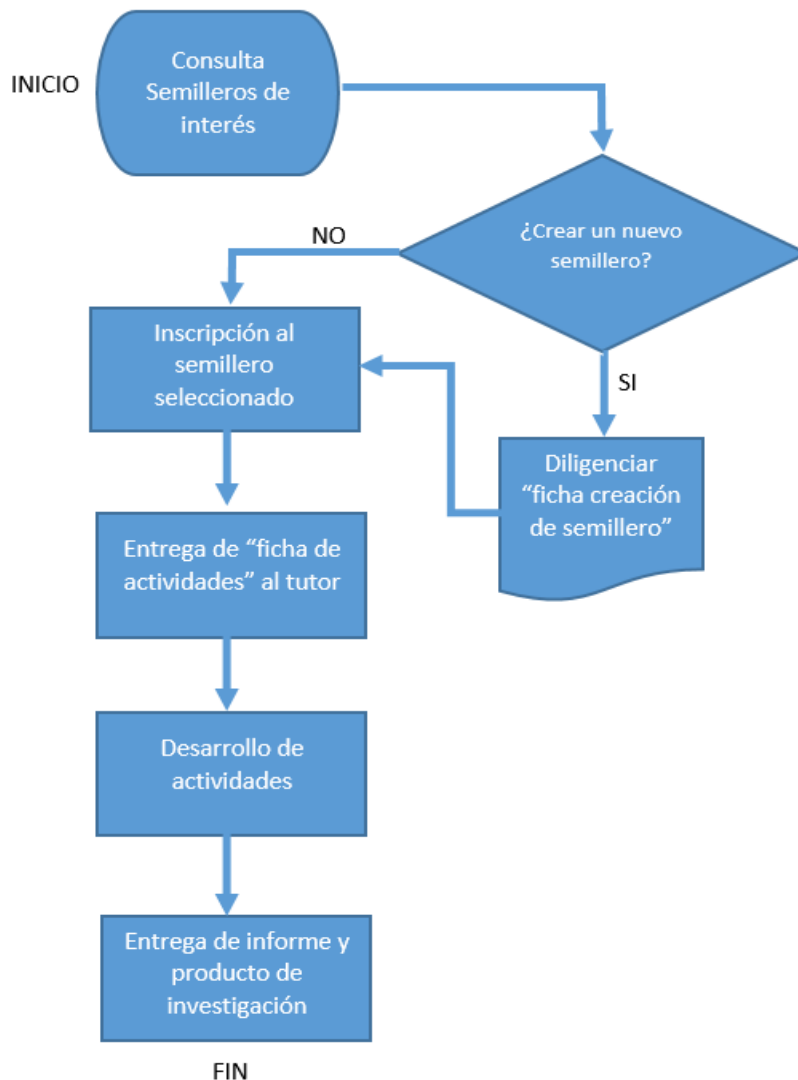 INICIO
Consulta
Semilleros de
interés
¿Crear un nuevo
semillero?
NO
Inscripción al
semillero
seleccionado
SI
Diligenciar
“ficha creación
de semillero”
Entrega de “ficha de
actividades” al tutor
Desarrollo de
actividades
Entrega de informe y
producto de
investigación
FIN